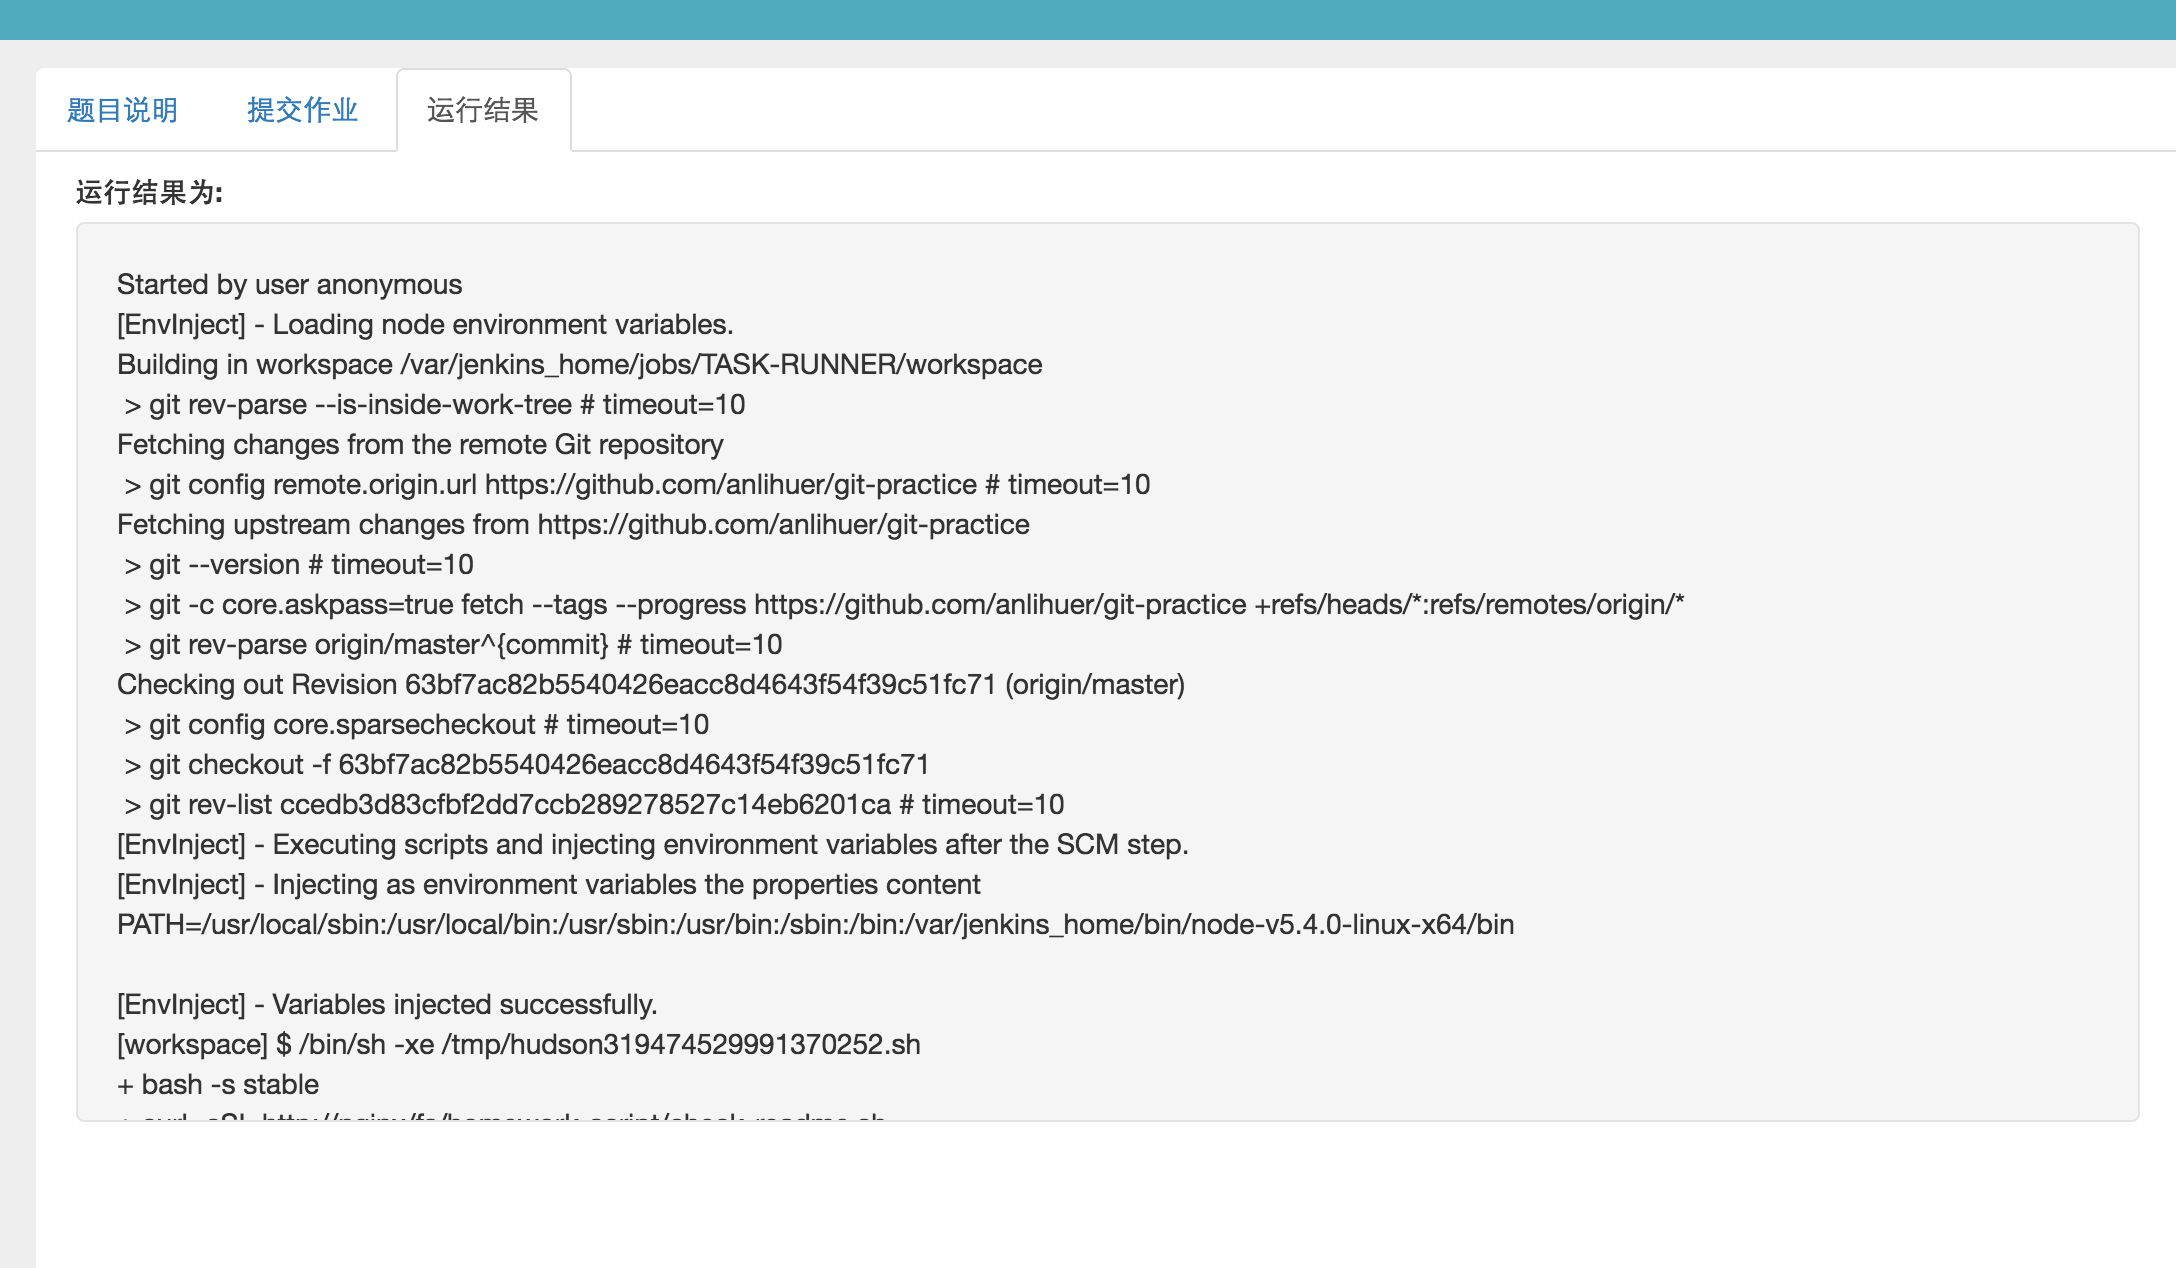 题目说明
提交作业
运行结果
运行结果为:
Started by user anonymous
[EnvInject] - Loading node environment variables.
Building in workspace /var/jenkins_home/jobs/TASK-RUNNER/workspace
> git rev-parse --is-inside-work-tree # timeout=10
Fetching changes from the remote Git repository
> git config remote.origin.url https://github.com/anlihuer/git-practice # timeout=10
Fetching upstream changes from https://github.com/anlihuer/git-practice
> git --version # timeout=10
> git -c core.askpass=true fetch --tags --progress https://github.com/anlihuer/git-practice +refs/heads/*:refs/remotes/origin/*
> git rev-parse origin/master^{commit} # timeout=10
Checking out Revision 63bf7ac82b5540426eacc8d4643f54f39c51fc71 (origin/master)
> git config core.sparsecheckout # timeout=10
> git checkout -f 63bf7ac82b5540426eacc8d4643f54f39c51fc71
> git rev-list ccedb3d83cfbf2dd7ccb289278527c14eb6201ca # timeout=10
[EnvInject] - Executing scripts and injecting environment variables after the SCM step.
[EnvInject] - Injecting as environment variables the properties content
PATH=/usr/local/sbin:/usr/local/bin:/usr/sbin:/usr/bin:/sbin:/bin:/var/jenkins_home/bin/node-v5.4.0-linux-x64/bin
[EnvInject] - Variables injected successfully.
[workspace] $ /bin/sh -xe /tmp/hudson319474529991370252.sh
+ bash -s stable